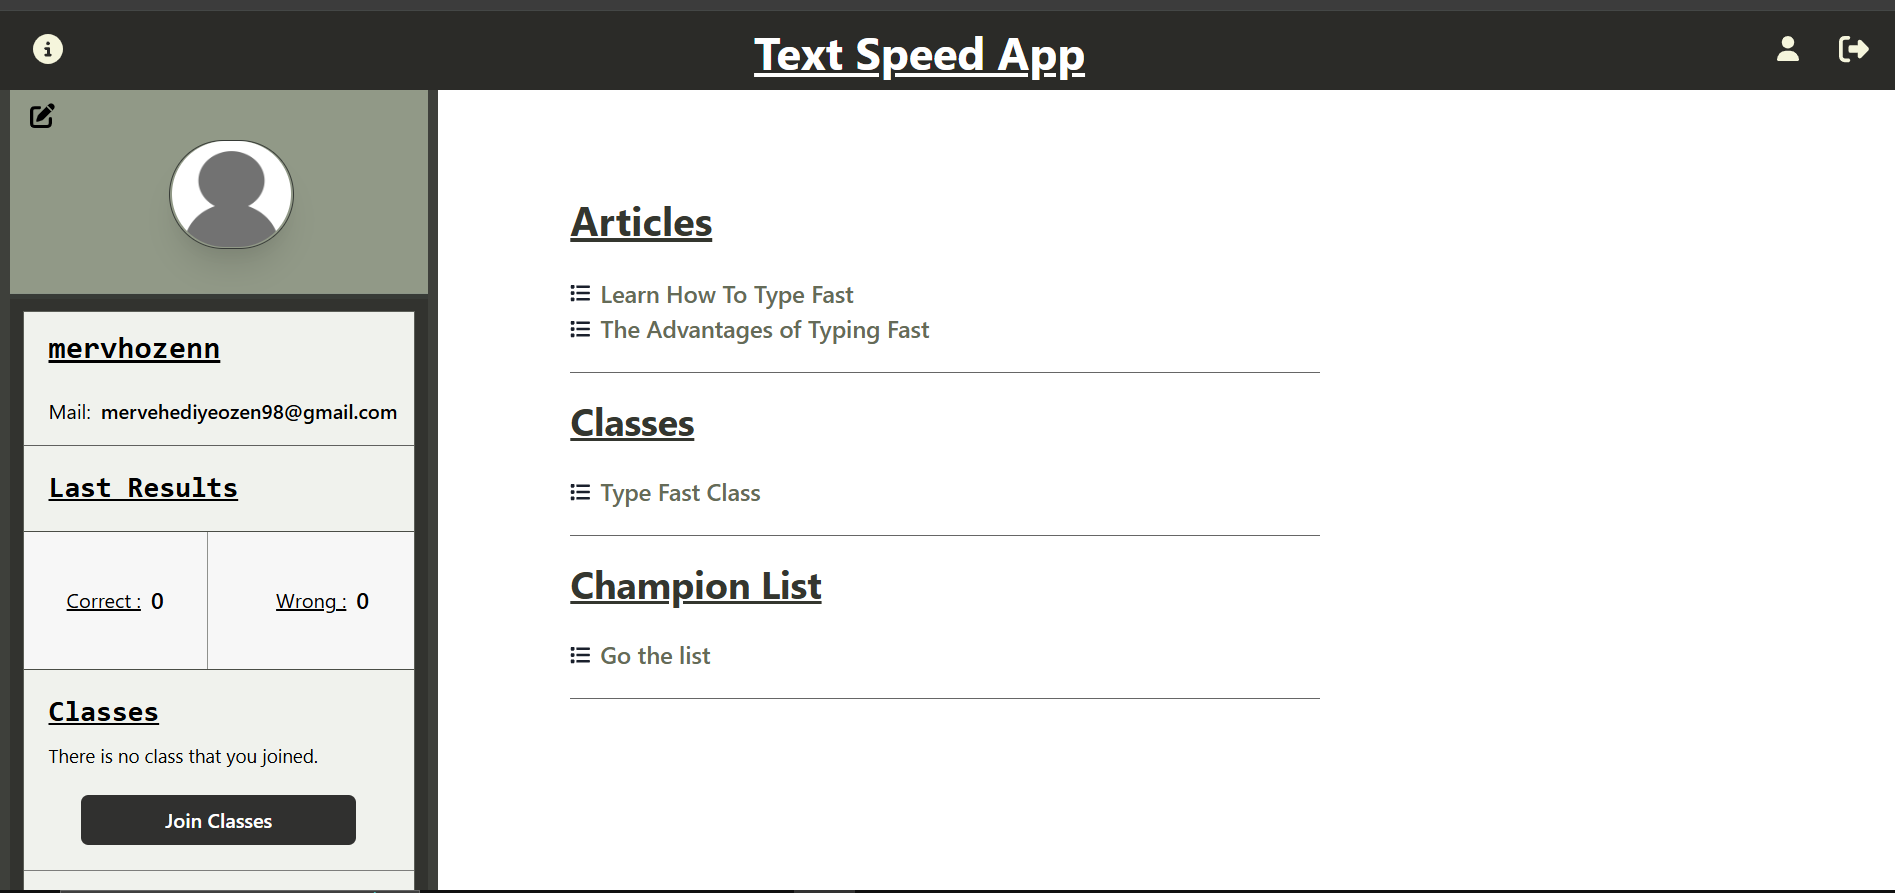 Text Speed App
mervhozenn
Mail: mervehediyeozen98@gmail.com
Last Results
Correct : 0
Wrong : 0
Classes
There is no class that you joined.
Join Classes
Articles
Learn How To Type Fast
The Advantages of Typing Fast
Classes
Type Fast Class
Champion List
Go the list